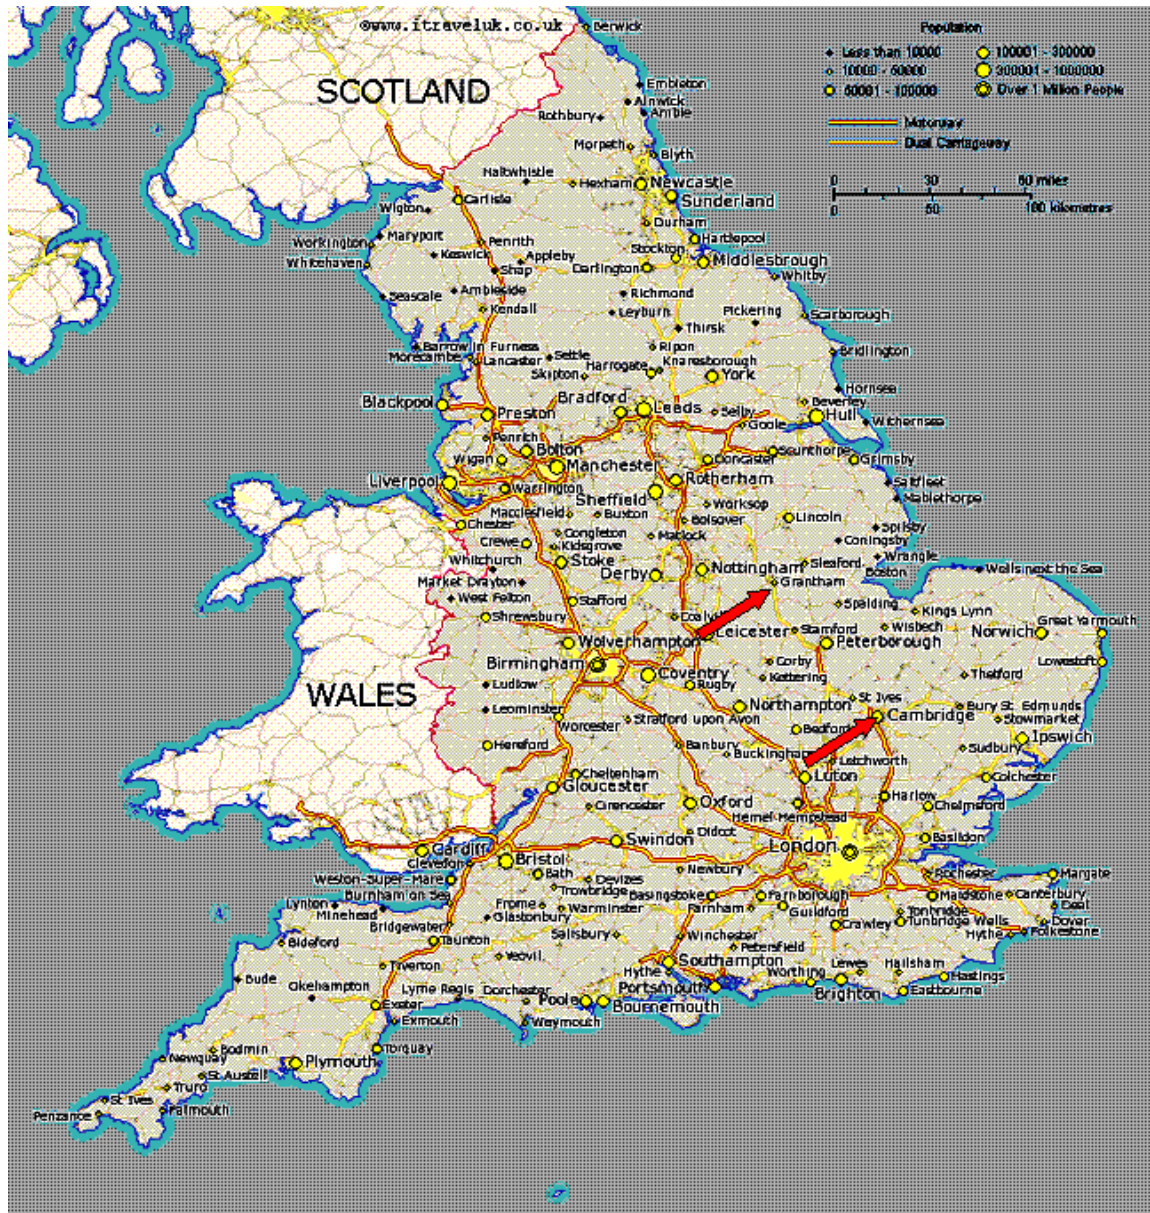 ©www.itraveluk.co.uk
Berwick
Population
Less than 10000
100001 - 300000
10000 - 50000
300001 - 1000000
50001 - 100000
Over 1 Million People
Motorway
Dual Carriageway
0 30 60 miles
0 50 100 kilometres
SCOTLAND
Embleton
Alnwick
Amble
Rothbury
Morpeth
Blyth
Haltwhistle
Hexham
Newcastle
Carlisle
Sunderland
Wigton
Durham
Maryport
Hartlepool
Workington
Penrith
Stockton
Keswick
Appleby
Whitehaven
Shap
Darlington
Middlesbrough
Whitby
Seascale
Ambleside
Richmond
Kendall
Leyburn
Pickering
Scarborough
Thirsk
Barrow In Furness
Ripon
Bridlington
Morecambe
Lancaster
Settle
Harrogate
Knaresborough
Skipton
York
Hornsea
Blackpool
Preston
Bradford
Leeds
Selby
Beverley
Hull
Goole
Withernsea
Penrith
Bolton
Wigan
Manchester
Doncaster
Scunthorpe
Grimsby
Liverpool
Warrington
Sheffield
Rotherham
Saltfleet
Mablethorpe
Macclesfield
Buxton
Worksop
Bolsover
Lincoln
Chester
Congleton
Matlock
Spilsby
Crewe
Kidsgrove
Coningsby
Whitchurch
Stoke
Derby
Nottingham
Sleaford
Wrangle
Boston
Wells next the Sea
Market Drayton
Grantham
West Felton
Stafford
Spalding
Kings Lynn
Shrewsbury
Great Yarmouth
Wolverhampton
Leicester
Stamford
Wisbech
Norwich
Peterborough
Birmingham
Corby
Lowestoft
Coventry
Kettering
Thetford
WALES
Ludlow
Rugby
St Ives
Leominster
Northampton
Bury St. Edmunds
Worcester
Stratford upon Avon
Cambridge
Stowmarket
Bedford
Hereford
Banbury
Buckingham
Ipswich
Sudbury
Letchworth
Cheltenham
Luton
Colchester
Gloucester
Cirencester
Oxford
Harlow
Chelmsford
Hemel Hempstead
Didcot
Swindon
Basildon
Cardiff
London
Clevedon
Bristol
Bath
Newbury
Rochester
Margate
Weston-Super-Mare
Devizes
Burnham on Sea
Trowbridge
Basingstoke
Farnborough
Maidstone
Canterbury
Lynton
Frome
Warminster
Farnham
Guildford
Deal
Minehead
Glastonbury
Tonbridge
Bridgewater
Tunbridge Wells
Dover
Crawley
Hythe
Folkestone
Bideford
Taunton
Salisbury
Winchester
Petersfield
Yeovil
Southampton
Tiverton
Hythe
Lewes
Hailsham
Bude
Worthing
Hastings
Okehampton
Lyme Regis
Dorchester
Portsmouth
Brighton
Eastbourne
Exeter
Poole
Bournemouth
Exmouth
Weymouth
Bodmin
Torquay
Newquay
Plymouth
St Austell
Truro
St Ives
Falmouth
Penzance